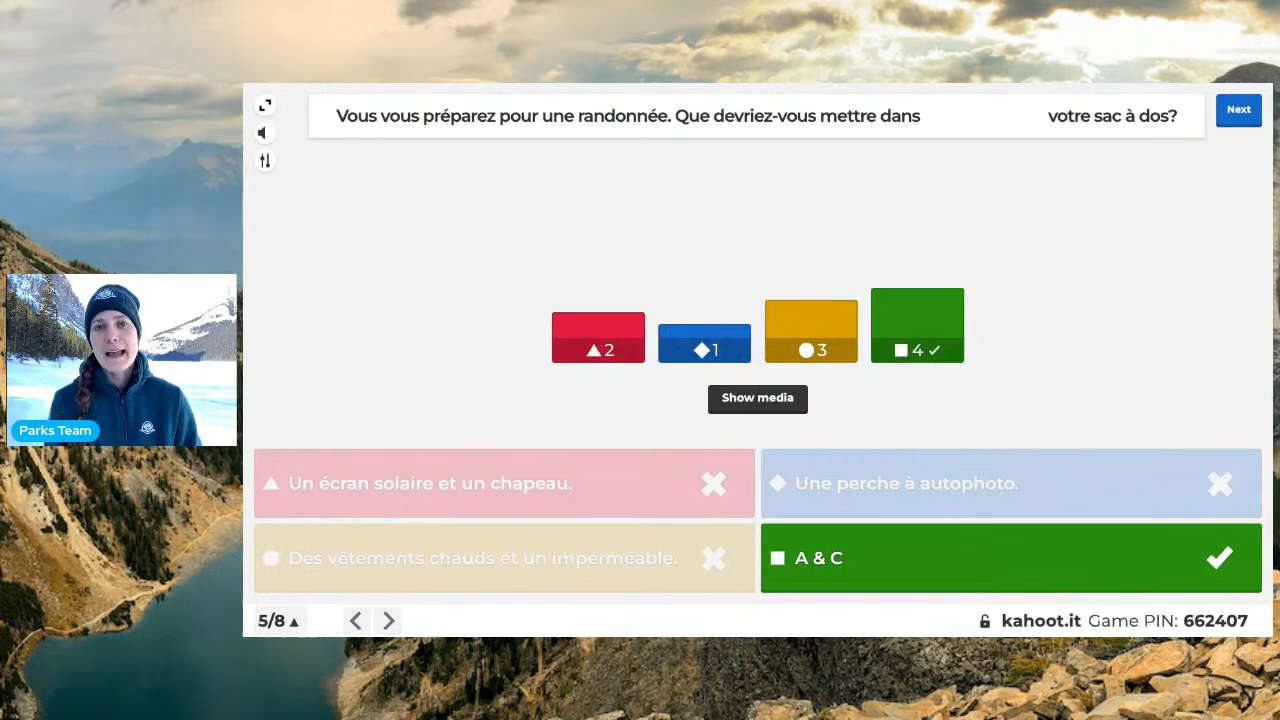 Vous vous préparez pour une randonnée. Que devriez-vous mettre dans votre sac à dos?
Next
2
1
3
4
Show media
Un écran solaire et un chapeau.
Une perche à autophoto.
Des vêtements chauds et un imperméable.
A & C
Parks Team
5/8
kahoot.it Game PIN: 662407